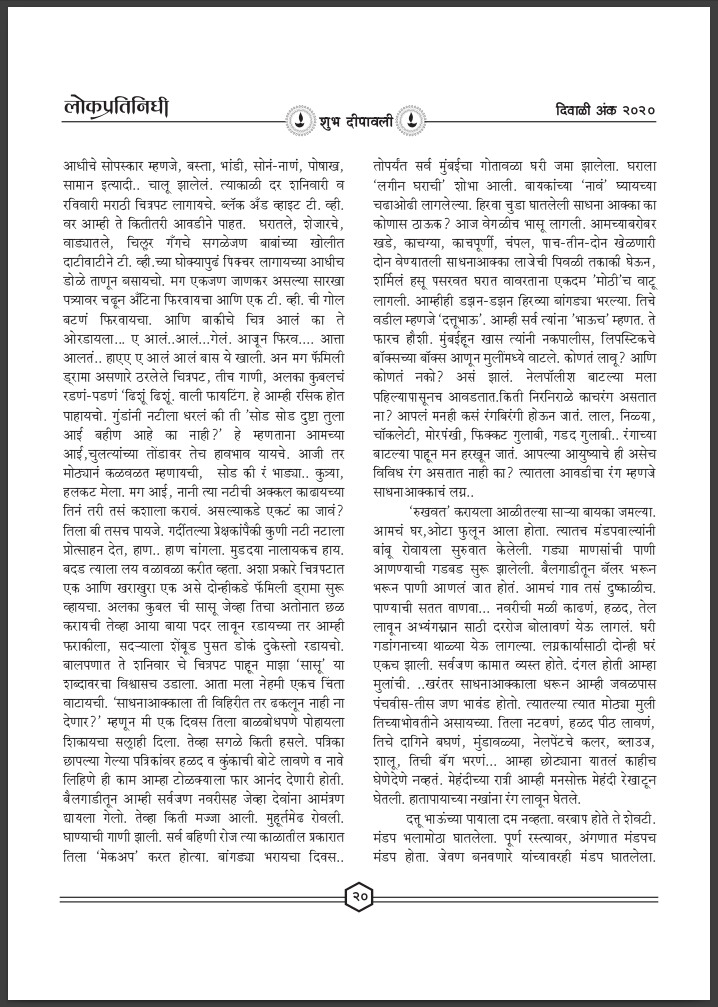 लोकप्रतिनिधी
शुभ दीपावली
दिवाळी अंक २०२०
आधीचे सोपस्कार म्हणजे, बस्ता, भांडी, सोनं-नाणं, पोषाख,
सामान इत्यादी.. चालू झालेलं. त्याकाळी दर शनिवारी व
रविवारी मराठी चित्रपट लागायचे. ब्लॅक अँड व्हाइट टी. व्ही.
वर आम्ही ते कितीतरी आवडीने पाहत. घरातले, शेजारचे,
वाड्यातले, चिलूर गँगचे सगळेजण बाबांच्या खोलीत
दाटीवाटीने टी. व्ही.च्या घोक्यापुढं पिक्चर लागायच्या आधीच
डोळे ताणून बसायचो. मग एकजण जाणकर असल्या सारखा
पत्र्यावर चढून अँटिना फिरवायचा आणि एक टी. व्ही. ची गोल
बटणं फिरवायचा. आणि बाकीचे चित्र आलं का ते
ओरडायला... ए आलं..आलं...गेलं. आजून फिरव.... आत्ता
आलतं.. हाएए ए आलं आलं बास ये खाली. अन मग फॅमिली
ड्रामा असणारे ठरलेले चित्रपट, तीच गाणी, अलका कुबलचं
रडणं-पडणं 'ढिशूं ढिशूं. वाली फायटिंग. हे आम्ही रसिक होत
पाहायचो. गुंडांनी नटीला धरलं की ती 'सोड सोड दुष्टा तुला
आई बहीण आहे का नाही?' हे म्हणताना आमच्या
आई,चुलत्यांच्या तोंडावर तेच हावभाव यायचे. आजी तर
मोठ्यानं कळवळत म्हणायची, सोड की रं भाड्या.. कुत्र्या,
हलकट मेला. मग आई, नानी त्या नटीची अक्कल काढायच्या
तिनं तरी तसं कशाला करावं. असल्याकडे एकटं का जावं?
तिला बी तसच पायजे. गर्दीतल्या प्रेक्षकांपैकी कुणी नटी नटाला
प्रोत्साहन देत, हाण.. हाण चांगला. मुडदया नालायकच हाय.
बदड त्याला लय वळावळा करीत व्हता. अशा प्रकारे चित्रपटात
एक आणि खराखुरा एक असे दोन्हीकडे फॅमिली ड्रामा सुरू
व्हायचा. अलका कुबल ची सासू जेव्हा तिचा अतोनात छळ
करायची तेव्हा आया बाया पदर लावून रडायच्या तर आम्ही
फराकीला, सदऱ्याला शेंबूड पुसत डोकं दुकेस्तो रडायचो.
बालपणात ते शनिवार चे चित्रपट पाहून माझा 'सासू' या
शब्दावरचा विश्वासच उडाला. आता मला नेहमी एकच चिंता
वाटायची. 'साधनाआक्काला ती विहिरीत तर ढकलून नाही ना
देणार?' म्हणून मी एक दिवस तिला बाळबोधपणे पोहायला
शिकायचा सल्लाही दिला. तेव्हा सगळे किती हसले. पत्रिका
छापल्या गेल्या पत्रिकांवर हळद व कुंकाची बोटे लावणे व नावे
लिहिणे ही काम आम्हा टोळक्याला फार आनंद देणारी होती.
बैलगाडीतून आम्ही सर्वजण नवरीसह जेव्हा देवांना आमंत्रण
द्यायला गेलो. तेव्हा किती मज्जा आली. मुहूर्तमेढ रोवली.
घाण्याची गाणी झाली. सर्व बहिणी रोज त्या काळातील प्रकारात
तिला 'मेकअप' करत होत्या. बांगड्या भरायचा दिवस..
तोपर्यंत सर्व मुंबईचा गोतावळा घरी जमा झालेला. घराला
'लगीन घराची' शोभा आली. बायकांच्या 'नावं' घ्यायच्या
चढाओढी लागलेल्या. हिरवा चुडा घातलेली साधना आक्का का
कोणास ठाऊक? आज वेगळीच भासू लागली. आमच्याबरोबर
खडे, काचग्या, काचपूर्णी, चंपल, पाच-तीन-दोन खेळणारी
दोन वेण्यातली साधनाआक्का लाजेची पिवळी तकाकी घेऊन,
शर्मिलं हसू पसरवत घरात वावरताना एकदम 'मोठी'च वाटू
लागली. आम्हीही डझन-डझन हिरव्या बांगड्या भरल्या. तिचे
वडील म्हणजे 'दत्तूभाऊ'. आम्ही सर्व त्यांना 'भाऊच' म्हणत. ते
फारच हौशी. मुंबईहून खास त्यांनी नकपालीस, लिपस्टिकचे
बॉक्सच्या बॉक्स आणून मुलींमध्ये वाटले. कोणतं लावू? आणि
कोणतं नको? असं झालं. नेलपॉलीश बाटल्या मला
पहिल्यापासूनच आवडतात.किती निरनिराळे काचरंग असतात
ना? आपलं मनही कसं रंगबिरंगी होऊन जातं. लाल, निळ्या,
चॉकलेटी, मोरपंखी, फिक्कट गुलाबी, गडद गुलाबी.. रंगाच्या
बाटल्या पाहून मन हरखून जातं. आपल्या आयुष्याचे ही असेच
विविध रंग असतात नाही का? त्यातला आवडीचा रंग म्हणजे
साधनाआक्काचं लग्न..
'रुखवत' करायला आळीतल्या साऱ्या बायका जमल्या.
आमचं घर,ओटा फुलून आला होता. त्यातच मंडपवाल्यांनी
बांबू रोवायला सुरुवात केलेली. गड्या माणसांची पाणी
आणण्याची गडबड सुरू झालेली. बैलगाडीतून बॅलर भरून
भरून पाणी आणलं जात होतं. आमचं गाव तसं दुष्काळीच.
पाण्याची सतत वाणवा... नवरीची मळी काढणं, हळद, तेल
लावून अभ्यंगस्नान साठी दररोज बोलावणं येऊ लागलं. घरी
गडांगनाच्या थाळ्या येऊ लागल्या. लग्नकार्यासाठी दोन्ही घरं
एकच झाली. सर्वजण कामात व्यस्त होते. दंगल होती आम्हा
मुलांची. ..खरंतर साधनाआक्काला धरून आम्ही जवळपास
पंचवीस-तीस जण भावंड होतो. त्यातल्या त्यात मोठ्या मुली
तिच्याभोवतीने असायच्या. तिला नटवणं, हळद पीठ लावणं,
तिचे दागिने बघणं, मुंडावळ्या, नेलपेंटचे कलर, ब्लाउज,
शालू, तिची बॅग भरणं... आम्हा छोट्याना यातलं काहीच
घेणेदेणे नव्हतं. मेहंदीच्या रात्री आम्ही मनसोक्त मेहंदी रेखाटून
घेतली. हातापायाच्या नखांना रंग लावून घेतले.
दत्तू भाऊंच्या पायाला दम नव्हता. वरबाप होते ते शेवटी.
मंडप भलामोठा घातलेला. पूर्ण रस्त्यावर, अंगणात मंडपच
मंडप होता. जेवण बनवणारे यांच्यावरही मंडप घातलेला.
२०